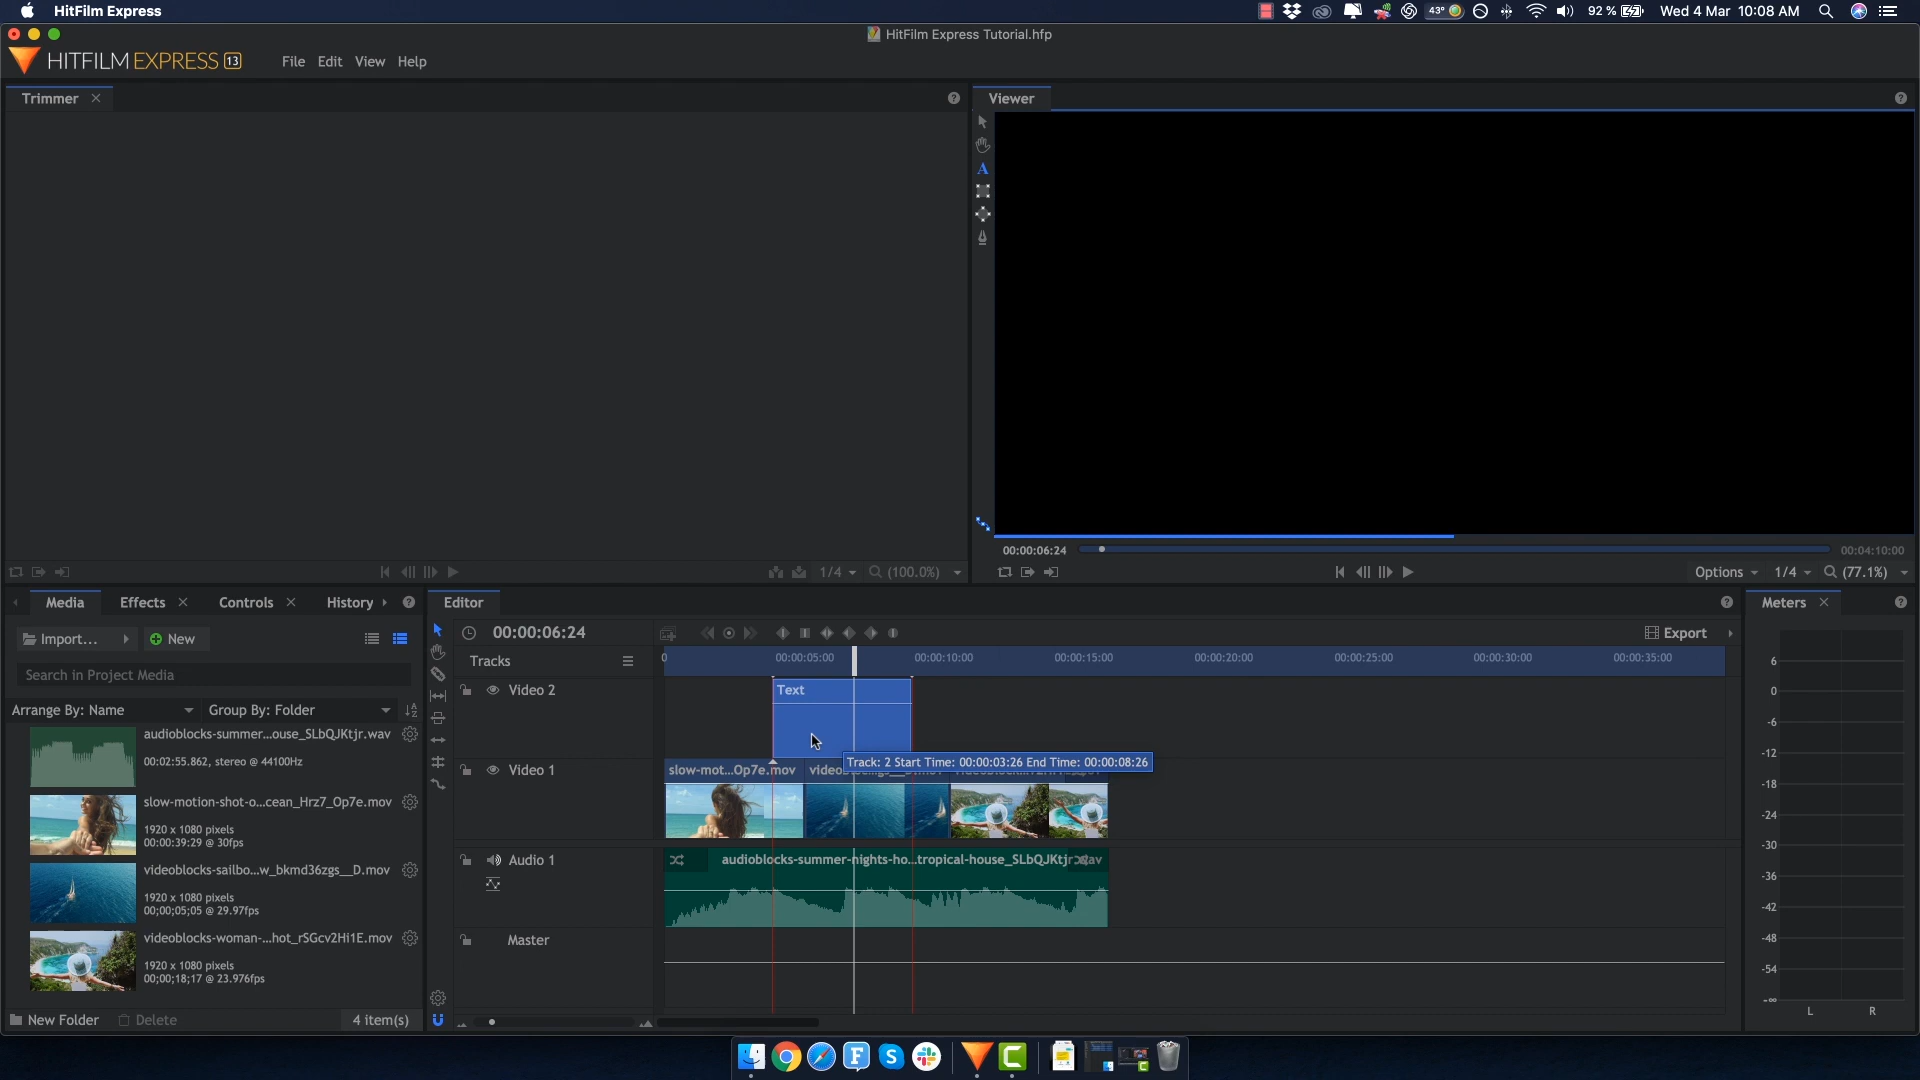 HitFilm Express
43°
92 %
Wed 4 Mar 10:08 AM
HitFilm Express Tutorial.hfp
HITFILM EXPRESS 13
File Edit View Help
Trimmer
Viewer
00:00:06:24
00:04:10:00
1/4
(100.0%)
Options
1/4
(77.1%)
Media
Effects
Controls
History
Editor
Meters
Import...
New
00:00:06:24
Export
Tracks
0
00:00:05:00
00:00:10:00
00:00:15:00
00:00:20:00
00:00:25:00
00:00:30:00
00:00:35:00
Search in Project Media
Arrange By: Name
Group By: Folder
Video 2
Text
audioblocks-summer...ouse_SLbQJKtjr.wav
00:02:55.862, stereo @ 44100Hz
Track: 2 Start Time: 00:00:03:26 End Time: 00:00:08:26
Video 1
slow-mot...Op7e.mov
slow-motion-shot-o...cean_Hrz7_Op7e.mov
1920 x 1080 pixels
00:00:39:29 @ 30fps
videoblocks-sailbo...w_bkmd36zgs__D.mov
1920 x 1080 pixels
00;00;05;05 @ 29.97fps
Audio 1
audioblocks-summer-nights-ho...tropical-house_SLbQJKtjr
videoblocks-woman-...hot_rSGcv2Hi1E.mov
1920 x 1080 pixels
00;00;18;17 @ 23.976fps
Master
New Folder
Delete
4 item(s)
6
0
-6
-12
-18
-24
-30
-36
-42
-48
-54
-∞
L
R